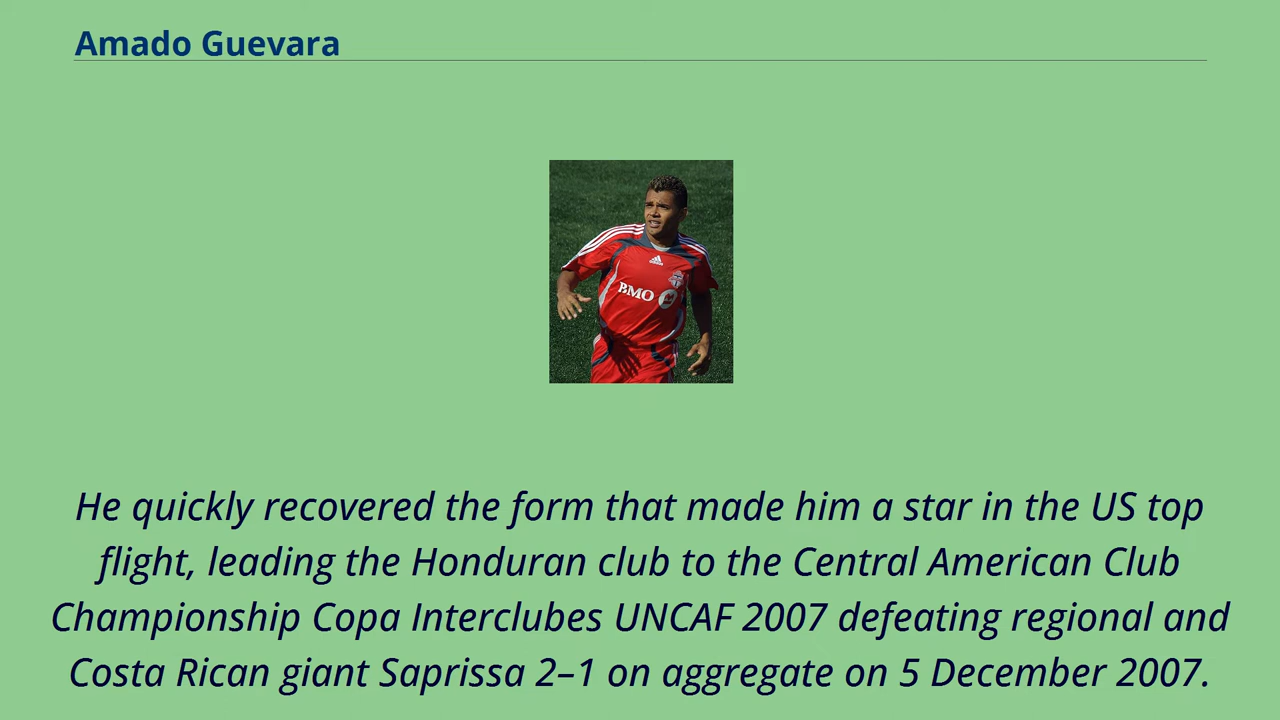 Amado Guevara
BMO
He quickly recovered the form that made him a star in the US top
flight, leading the Honduran club to the Central American Club
Championship Copa Interclubes UNCAF 2007 defeating regional and
Costa Rican giant Saprissa 2–1 on aggregate on 5 December 2007.